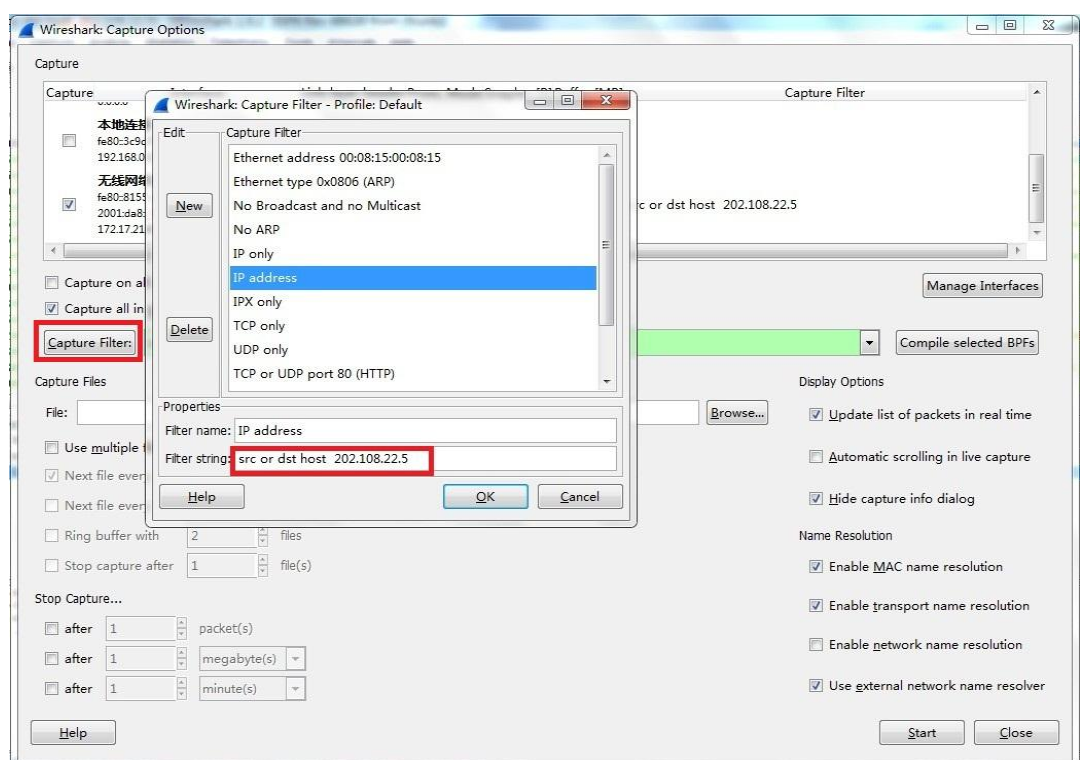 Wireshark: Capture Options
Capture
Capture
Capture Filter
本地连接
fe80::3c9c
192.168.0
无线网络
fe80::8155
2001:da8:
172.17.21
c or dst host 202.108.22.5
Capture on al
Manage Interfaces
Capture all in
Capture Filter:
Compile selected BPFs
Wireshark: Capture Filter - Profile: Default
Edit
Capture Filter
New
Delete
Ethernet address 00:08:15:00:08:15
Ethernet type 0x0806 (ARP)
No Broadcast and no Multicast
No ARP
IP only
IP address
IPX only
TCP only
UDP only
TCP or UDP port 80 (HTTP)
Properties
Filter name: IP address
Filter string: src or dst host 202.108.22.5
Help
OK
Cancel
Capture Files
File:
Browse...
Use multiple f
Next file every
Next file ever
Ring buffer with 2 files
Stop capture after 1 file(s)
Stop Capture...
after 1 packet(s)
after 1 megabyte(s)
after 1 minute(s)
Display Options
Update list of packets in real time
Automatic scrolling in live capture
Hide capture info dialog
Name Resolution
Enable MAC name resolution
Enable transport name resolution
Enable network name resolution
Use external network name resolver
Help
Start
Close